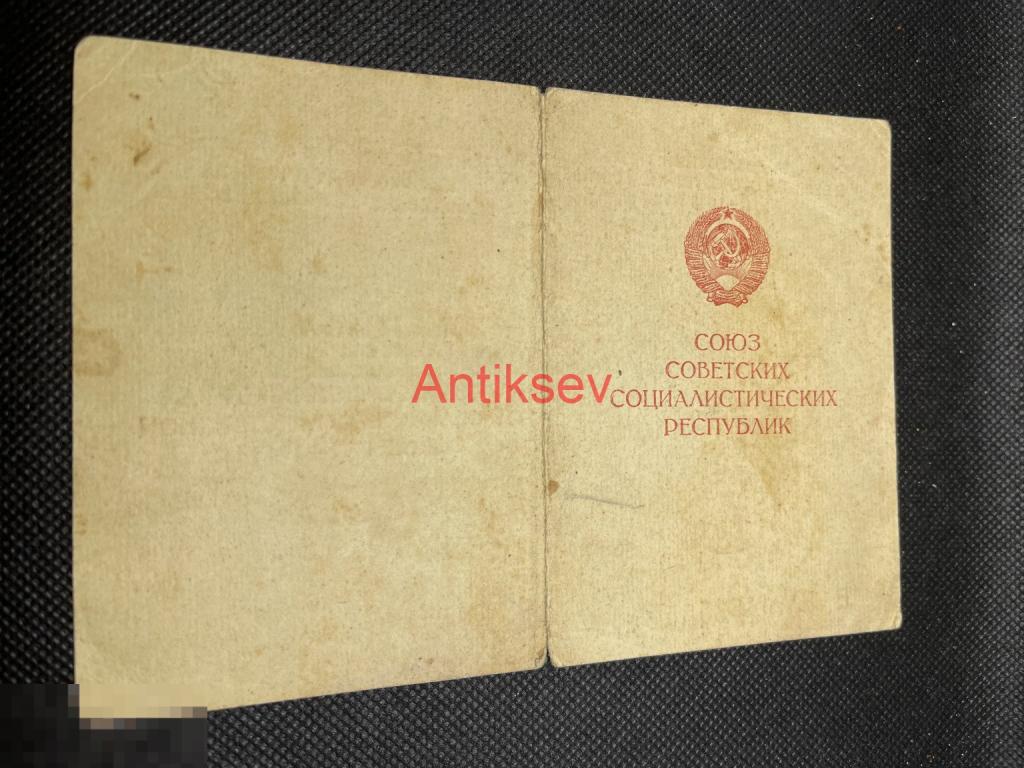 СОЮЗ
СОВЕТСКИХ
СОЦИАЛИСТИЧЕСКИХ
РЕСПУБЛИК
Antiksev